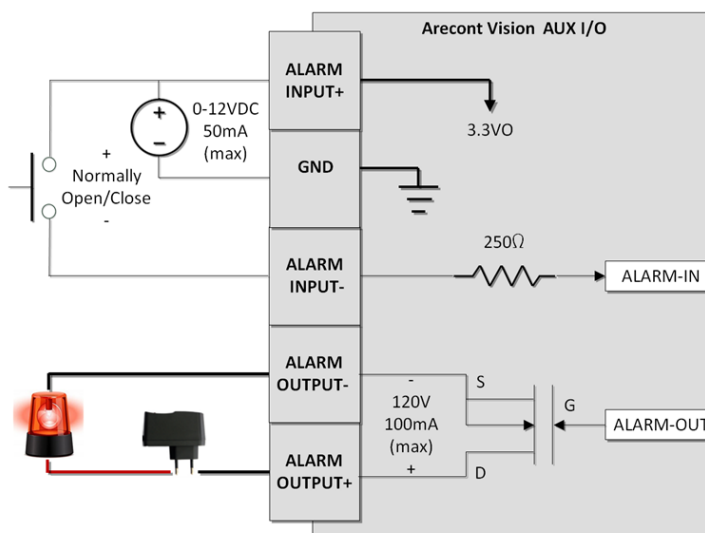 Arecont Vision AUX I/O
ALARM
INPUT+
0-12VDC
50mA
(max)
+
−
3.3VO
+
Normally
Open/Close
-
GND
250Ω
ALARM
INPUT-
ALARM-IN
ALARM
OUTPUT-
-
120V
100mA
(max)
+
S
G
D
ALARM-OUT
ALARM
OUTPUT+